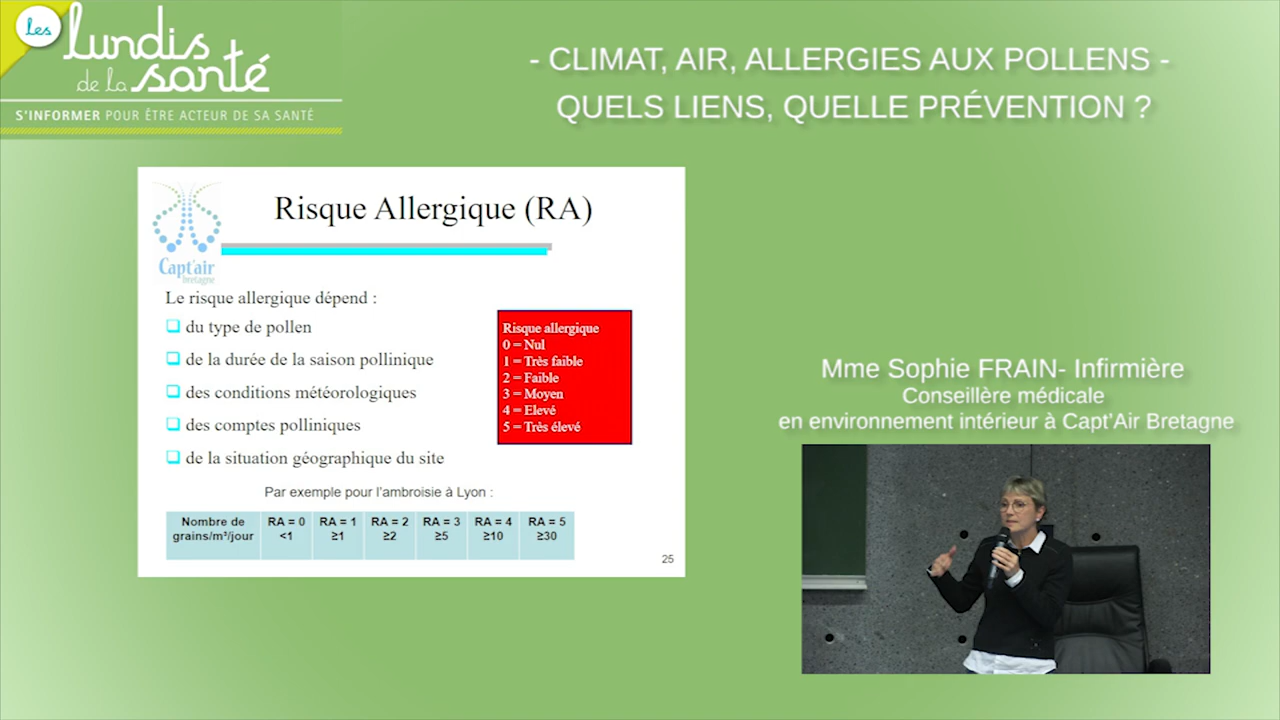 Les
lundis
de la santé
S'INFORMER POUR ÊTRE ACTEUR DE SA SANTÉ
- CLIMAT, AIR, ALLERGIES AUX POLLENS -
QUELS LIENS, QUELLE PRÉVENTION ?
Capt'air
bretagne
Risque Allergique (RA)
Le risque allergique dépend :
du type de pollen
de la durée de la saison pollinique
des conditions météorologiques
des comptes polliniques
de la situation géographique du site
Risque allergique
0 = Nul
1 = Très faible
2 = Faible
3 = Moyen
4 = Elevé
5 = Très élevé
Par exemple pour l'ambroisie à Lyon :
Nombre de RA = 0 RA = 1 RA = 2 RA = 3 RA = 4 RA = 5
grains/m³/jour <1 ≥1 ≥2 ≥5 ≥10 ≥30
25
Mme Sophie FRAIN- Infirmière
Conseillère médicale
en environnement intérieur à Capt'Air Bretagne